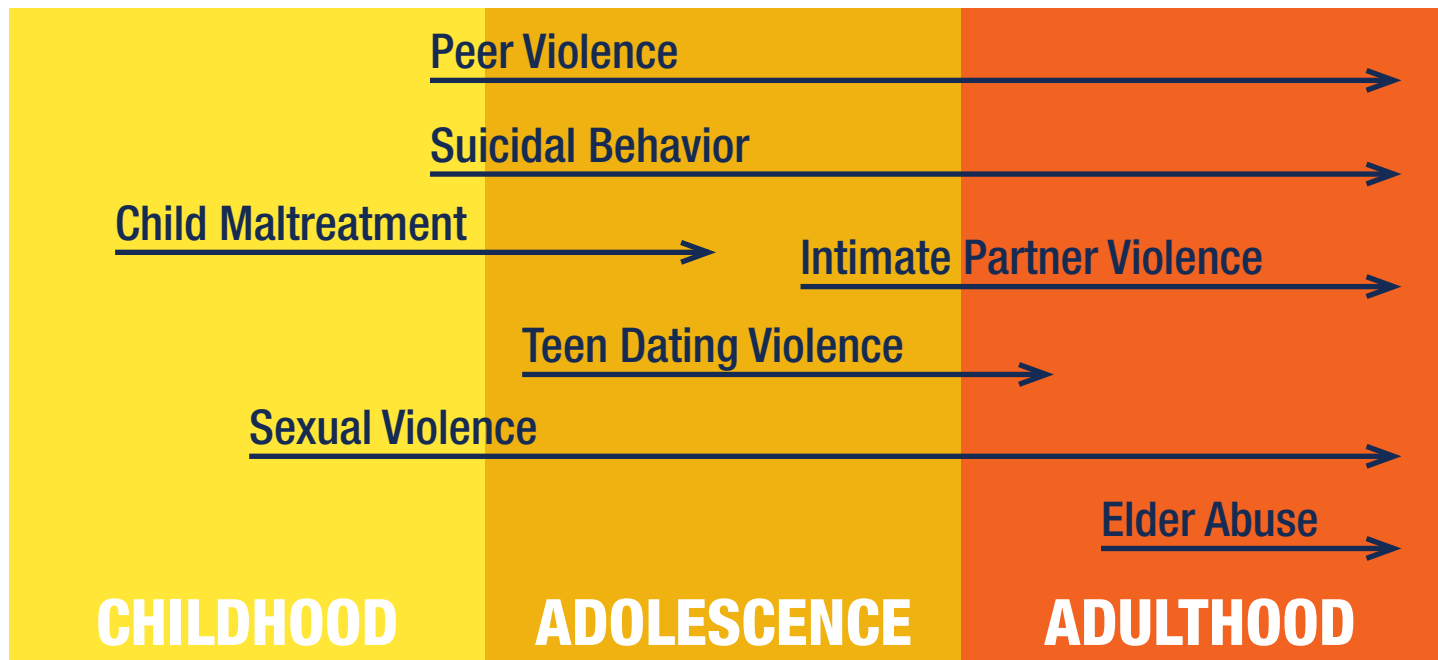 Peer Violence
Suicidal Behavior
Child Maltreatment
Intimate Partner Violence
Teen Dating Violence
Sexual Violence
Elder Abuse
CHILDHOOD
ADOLESCENCE
ADULTHOOD